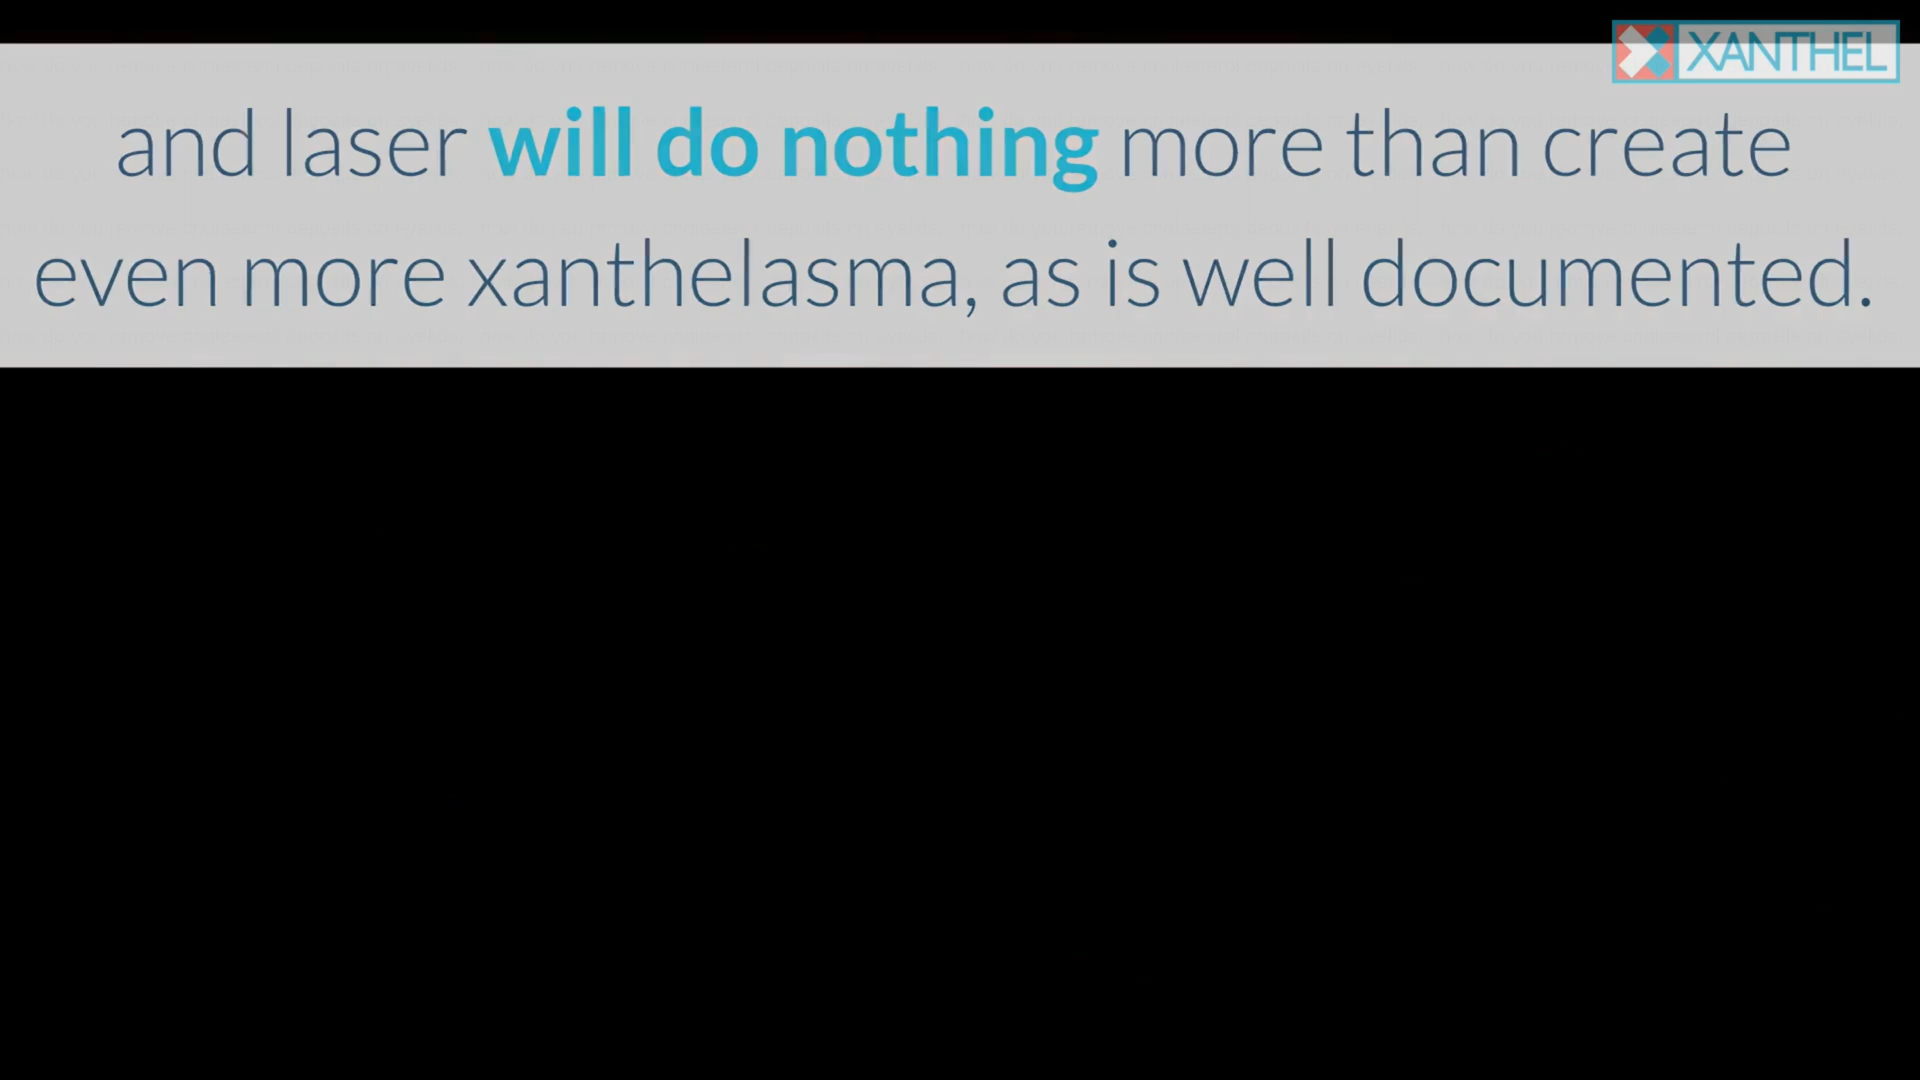 XANTHEL
and laser will do nothing more than create
even more xanthelasma, as is well documented.